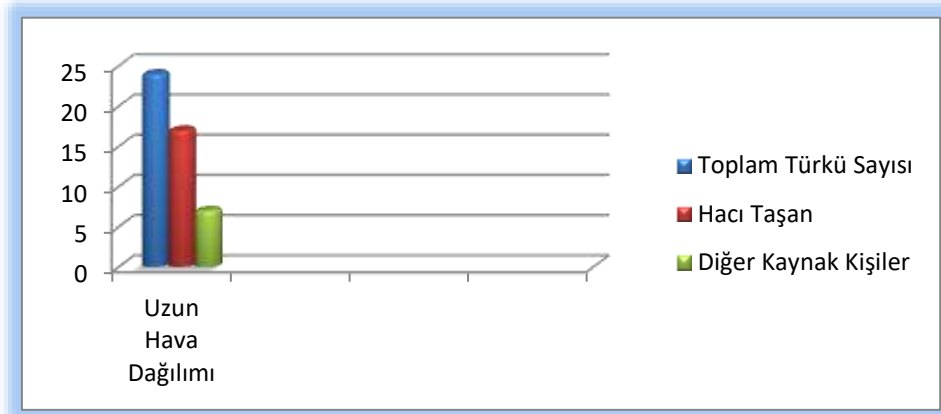 25
20
15
10
5
0
Uzun
Hava
Dağılımı
Toplam Türkü Sayısı
Hacı Taşan
Diğer Kaynak Kişiler